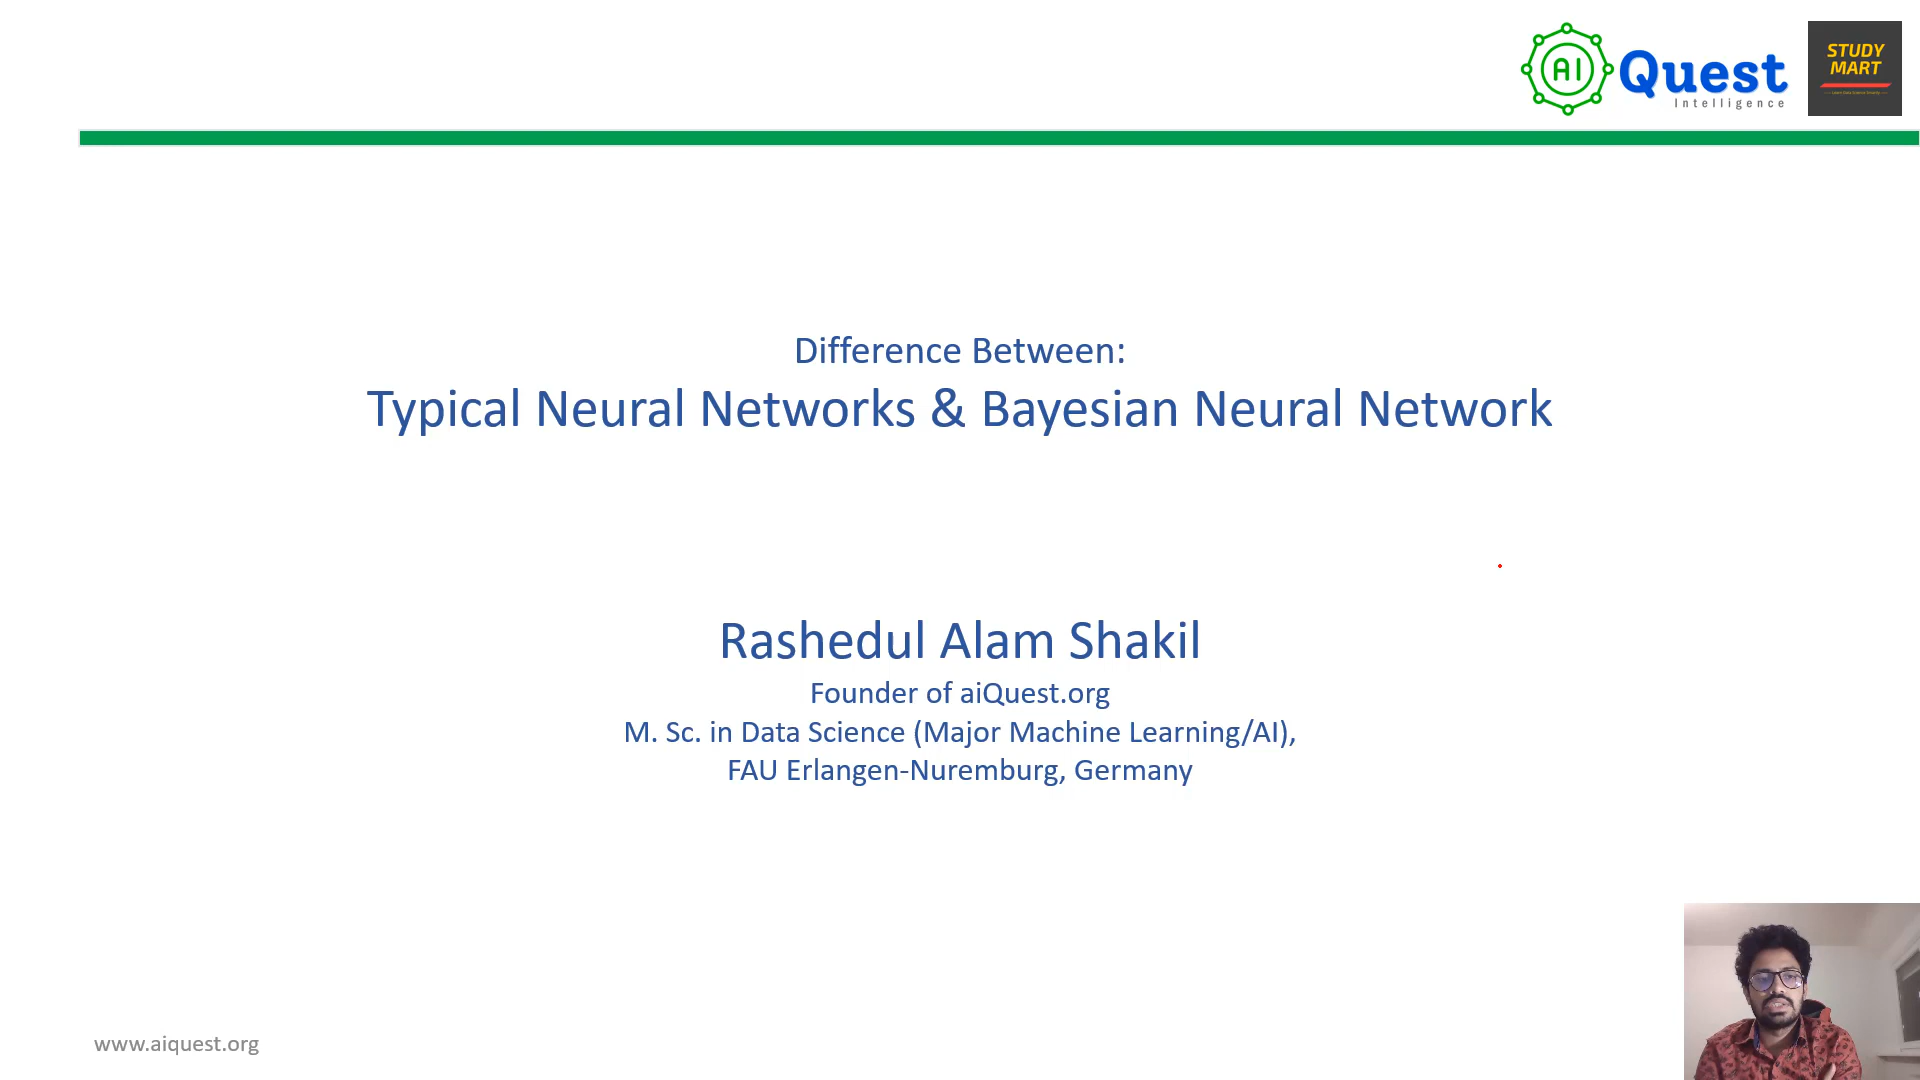 AI Quest
Intelligence
STUDY
MART
Difference Between:
Typical Neural Networks & Bayesian Neural Network
Rashedul Alam Shakil
Founder of aiQuest.org
M. Sc. in Data Science (Major Machine Learning/AI),
FAU Erlangen-Nuremburg, Germany
www.aiquest.org